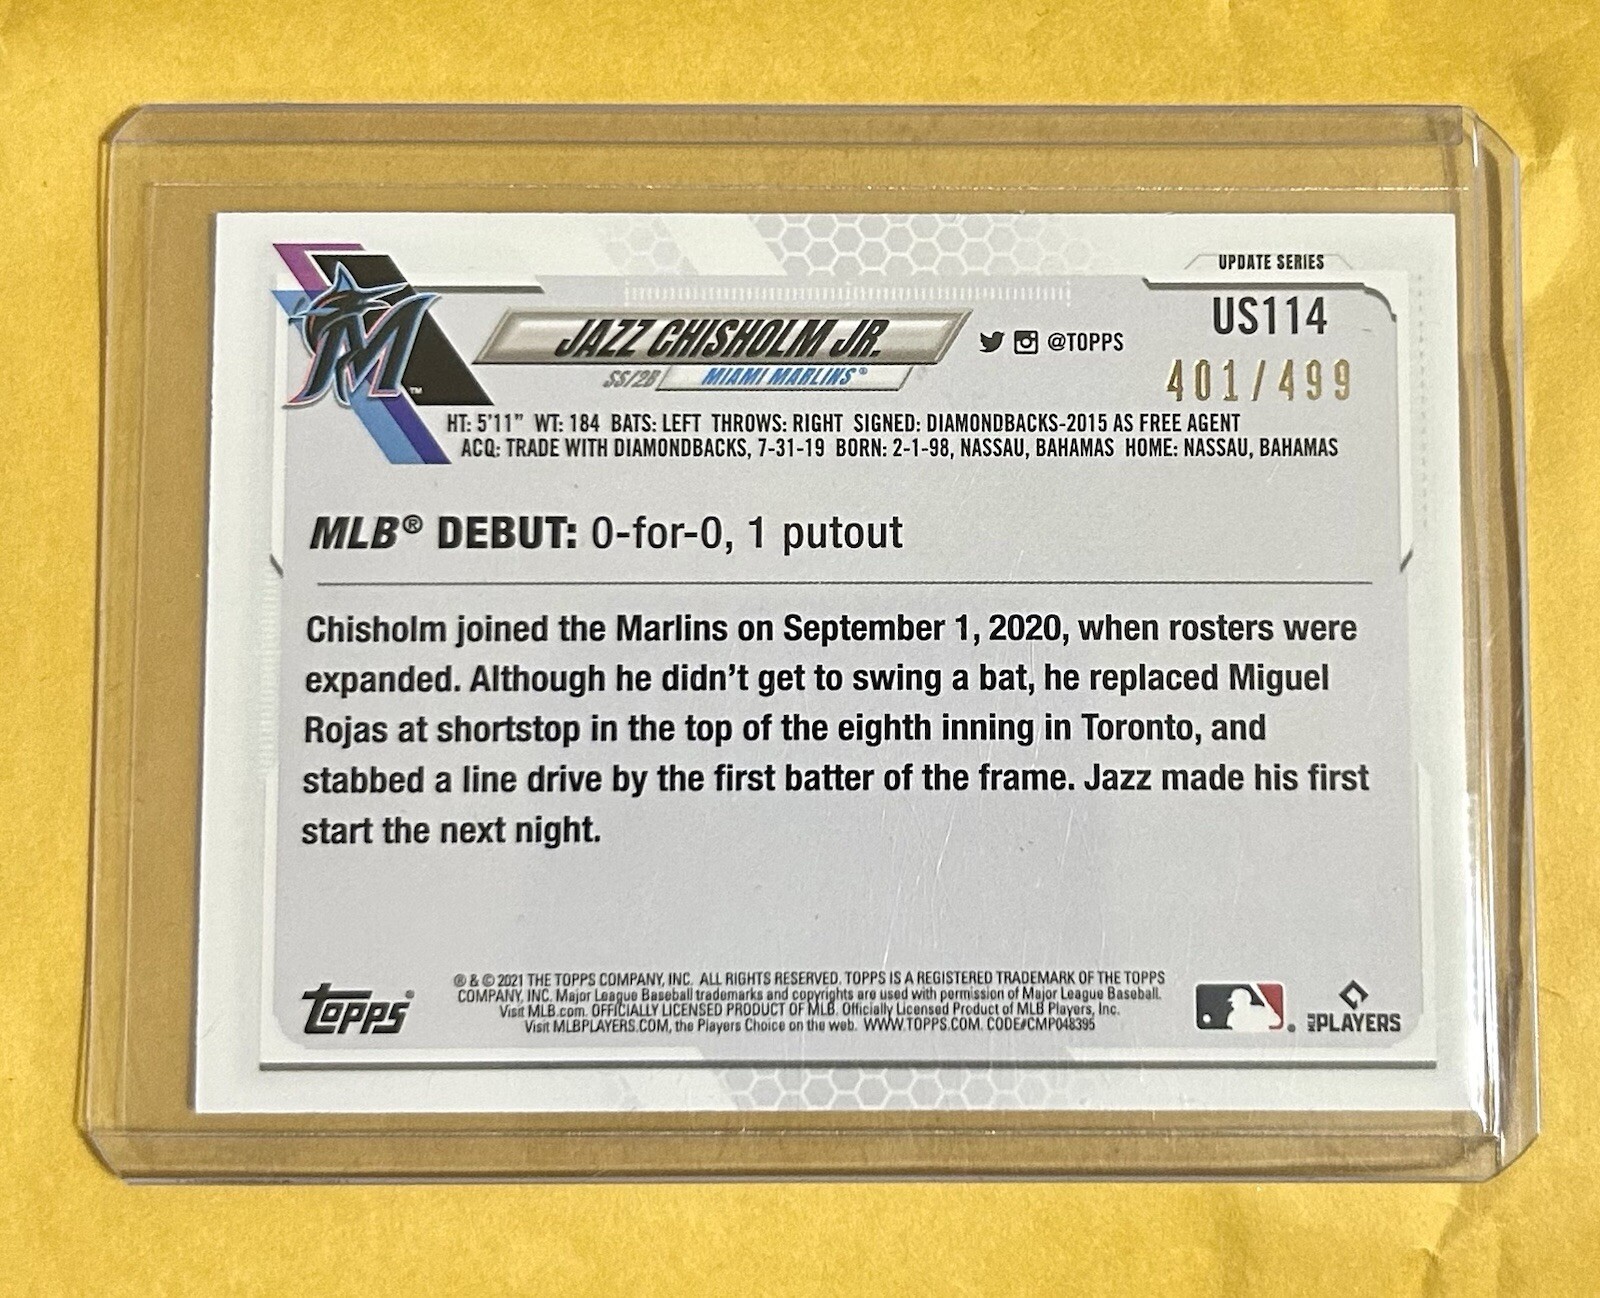 UPDATE SERIES
US114
JAZZ CHISHOLM JR.
@TOPPS
SS/2B MIAMI MARLINS®
401/499
M ™
HT: 5'11" WT: 184 BATS: LEFT THROWS: RIGHT SIGNED: DIAMONDBACKS-2015 AS FREE AGENT
ACQ: TRADE WITH DIAMONDBACKS, 7-31-19 BORN: 2-1-98, NASSAU, BAHAMAS HOME: NASSAU, BAHAMAS
MLB® DEBUT: 0-for-0, 1 putout
Chisholm joined the Marlins on September 1, 2020, when rosters were
expanded. Although he didn't get to swing a bat, he replaced Miguel
Rojas at shortstop in the top of the eighth inning in Toronto, and
stabbed a line drive by the first batter of the frame. Jazz made his first
start the next night.
® & © 2021 THE TOPPS COMPANY, INC. ALL RIGHTS RESERVED. TOPPS IS A REGISTERED TRADEMARK OF THE TOPPS
COMPANY, INC. Major League Baseball trademarks and copyrights are used with permission of Major League Baseball.
Visit MLB.com. OFFICIALLY LICENSED PRODUCT OF MLB. Officially Licensed Product of MLB Players, Inc.
Visit MLBPLAYERS.COM, the Players Choice on the web. WWW.TOPPS.COM. CODE#CMP048395
TOPPS®
MLB PLAYERS